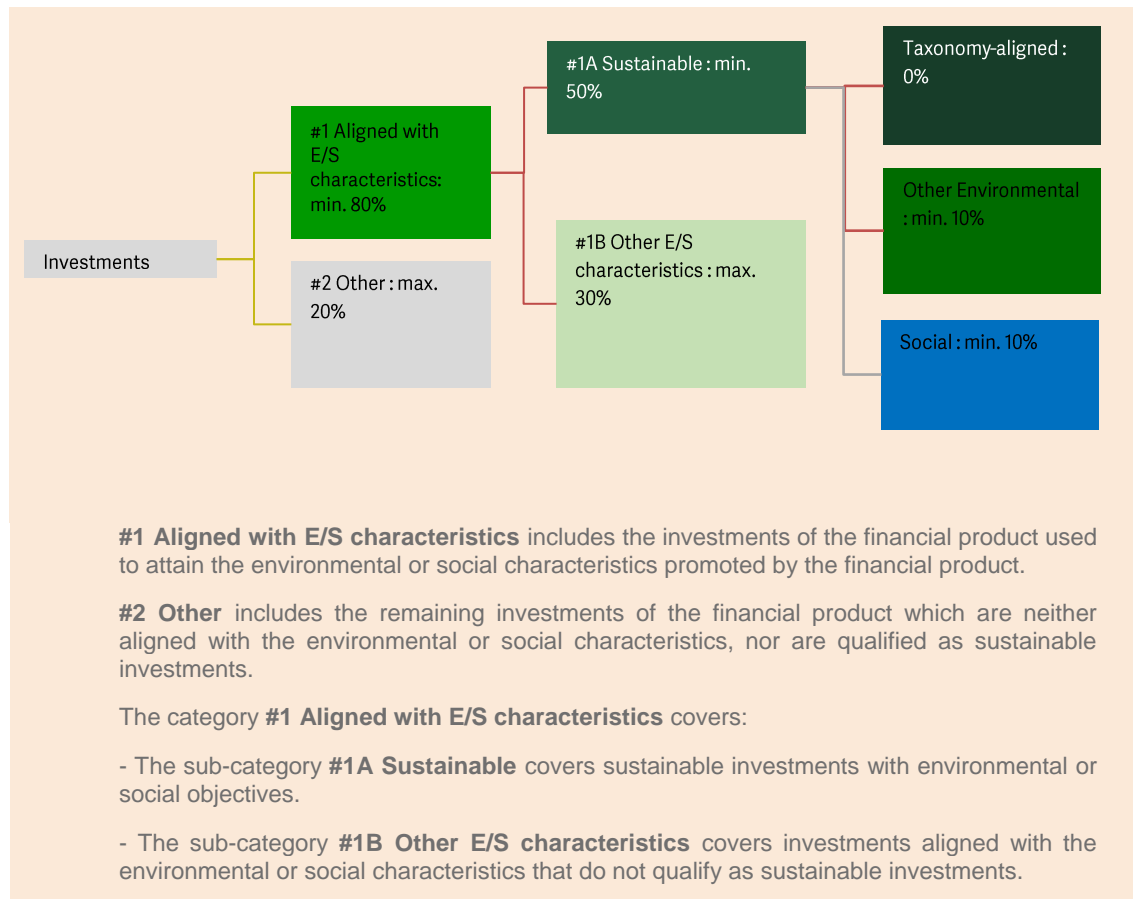 Investments
#1 Aligned with
E/S
characteristics:
min. 80%
#2 Other : max.
20%
#1A Sustainable : min.
50%
#1B Other E/S
characteristics : max.
30%
Taxonomy-aligned :
0%
Other Environmental
: min. 10%
Social : min. 10%
#1 Aligned with E/S characteristics includes the investments of the financial product used
to attain the environmental or social characteristics promoted by the financial product.
#2 Other includes the remaining investments of the financial product which are neither
aligned with the environmental or social characteristics, nor are qualified as sustainable
investments.
The category #1 Aligned with E/S characteristics covers:
- The sub-category #1A Sustainable covers sustainable investments with environmental or
social objectives.
- The sub-category #1B Other E/S characteristics covers investments aligned with the
environmental or social characteristics that do not qualify as sustainable investments.